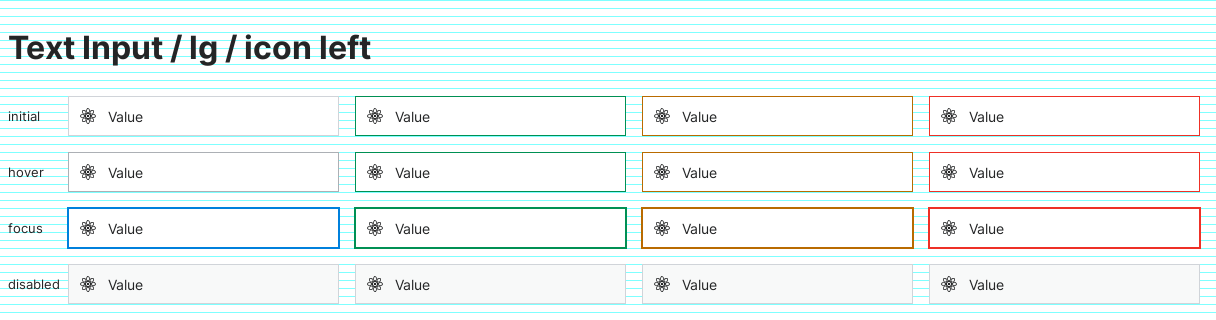 Text Input / lg / icon left
initial Value Value Value Value
hover Value Value Value Value
focus Value Value Value Value
disabled Value Value Value Value